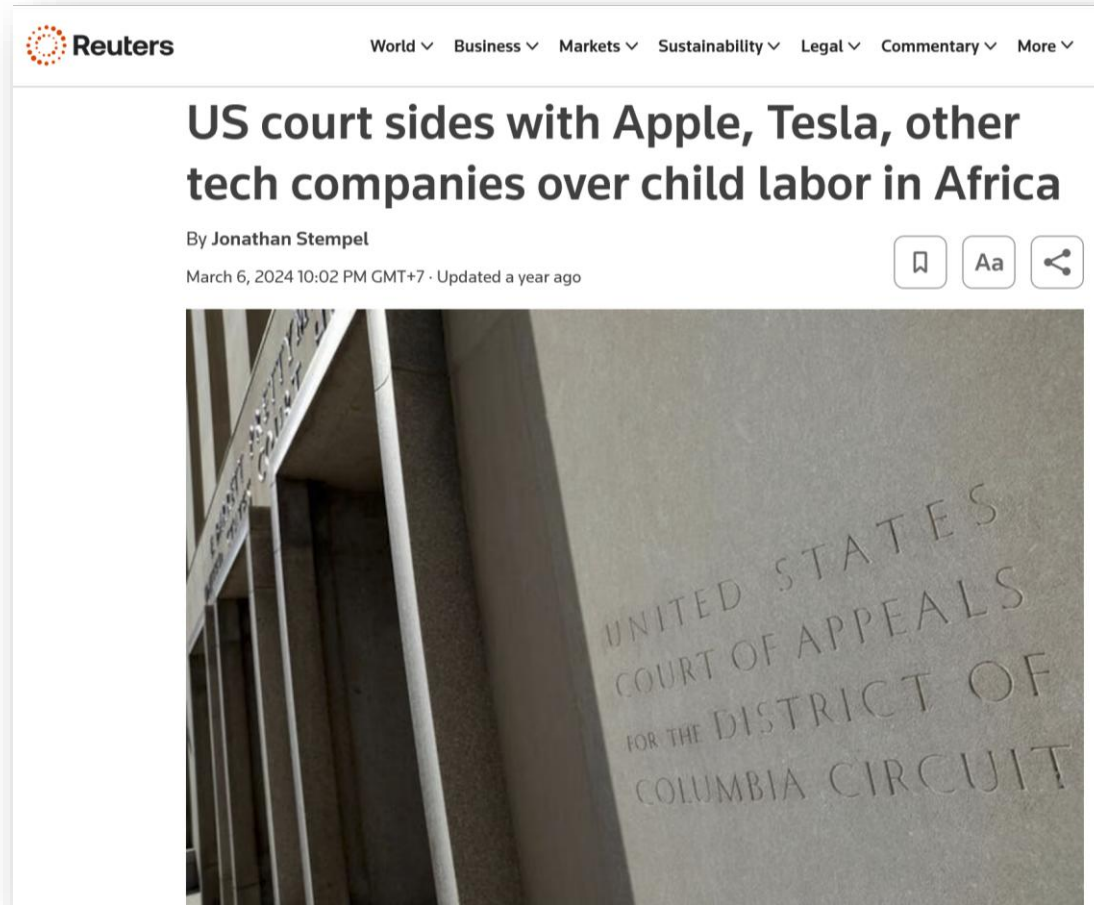 Reuters
World Business Markets Sustainability Legal Commentary More
US court sides with Apple, Tesla, other
tech companies over child labor in Africa
By Jonathan Stempel
March 6, 2024 10:02 PM GMT+7 · Updated a year ago
Aa
UNITED STATES
COURT OF APPEALS
FOR THE DISTRICT OF
COLUMBIA CIRCUIT